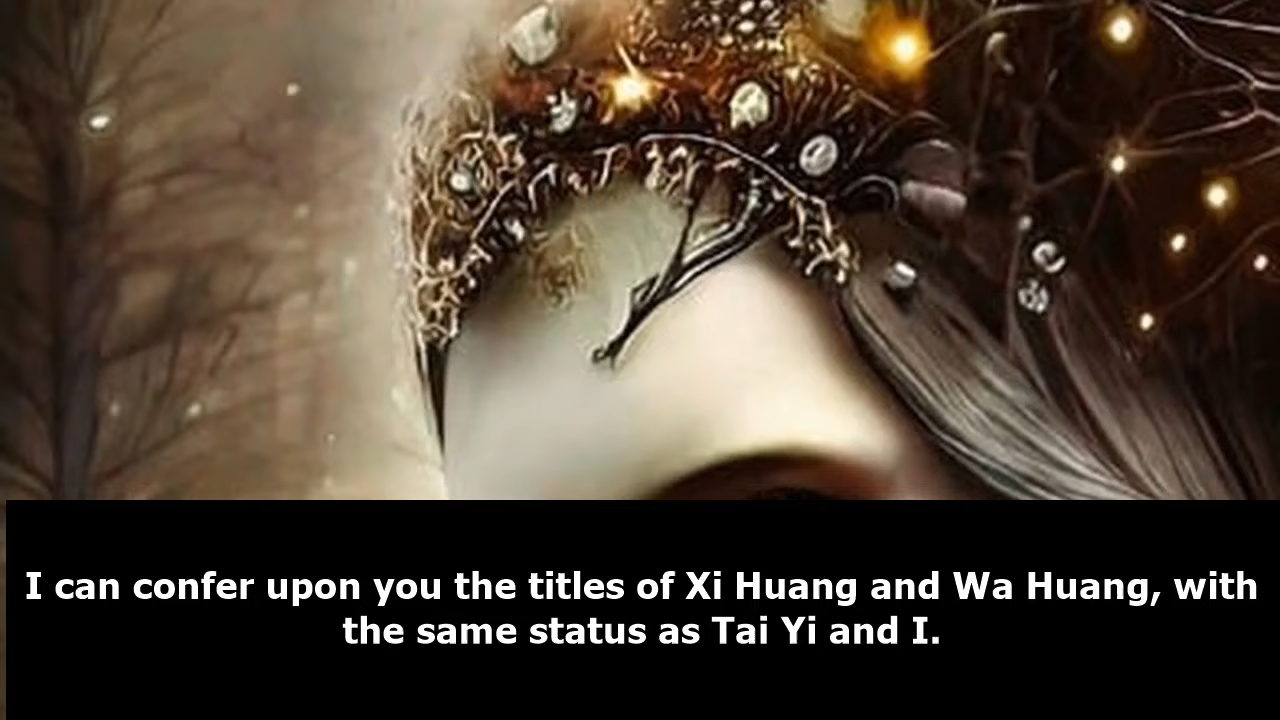 I can confer upon you the titles of Xi Huang and Wa Huang, with
the same status as Tai Yi and I.